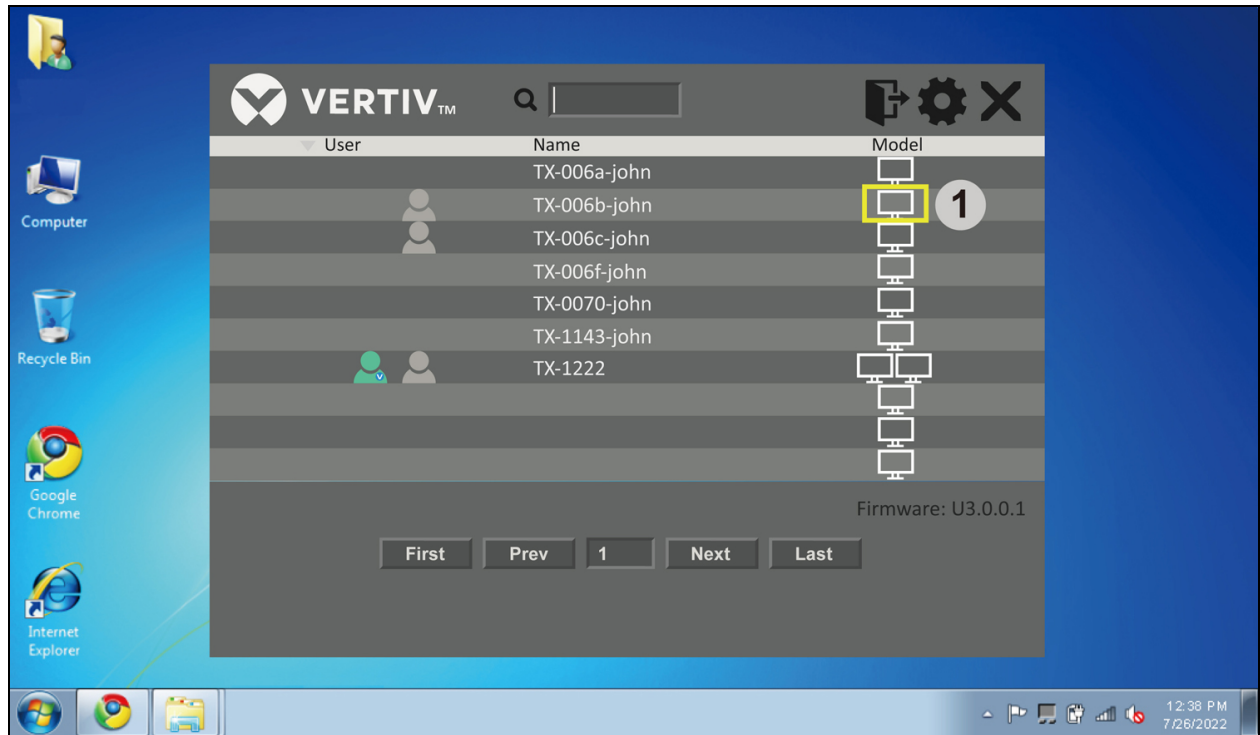 VERTIV™
User Name Model
TX-006a-john
TX-006b-john
1
TX-006c-john
TX-006f-john
TX-0070-john
TX-1143-john
TX-1222
Firmware: U3.0.0.1
First Prev 1 Next Last
Computer
Recycle Bin
Google
Chrome
Internet
Explorer
12:38 PM
7/26/2022